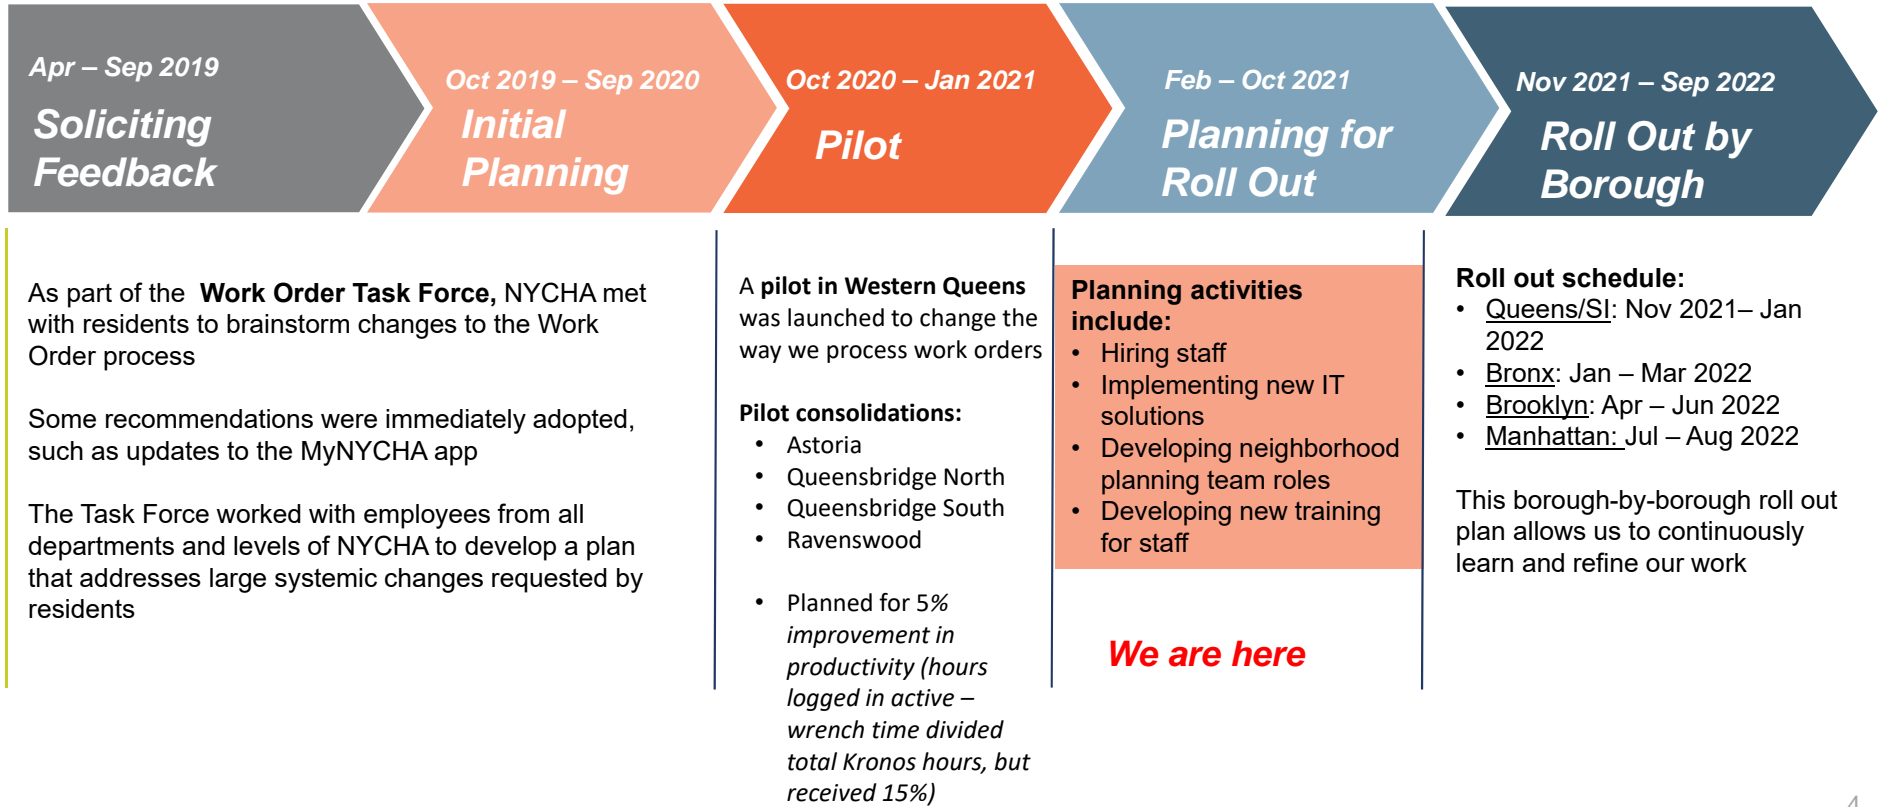 Apr – Sep 2019
Soliciting
Feedback
Oct 2019 – Sep 2020
Initial
Planning
Oct 2020 – Jan 2021
Pilot
Feb – Oct 2021
Planning for
Roll Out
Nov 2021 – Sep 2022
Roll Out by
Borough
As part of the Work Order Task Force, NYCHA met
with residents to brainstorm changes to the Work
Order process
Some recommendations were immediately adopted,
such as updates to the MyNYCHA app
The Task Force worked with employees from all
departments and levels of NYCHA to develop a plan
that addresses large systemic changes requested by
residents
A pilot in Western Queens
was launched to change the
way we process work orders
Pilot consolidations:
• Astoria
• Queensbridge North
• Queensbridge South
• Ravenswood
• Planned for 5% 
improvement in
productivity (hours
logged in active –
wrench time divided
total Kronos hours, but
received 15%)
Planning activities
include:
• Hiring staff
• Implementing new IT
solutions
• Developing neighborhood
planning team roles
• Developing new training
for staff
We are here
Roll out schedule:
• Queens/SI: Nov 2021– Jan
2022
• Bronx: Jan – Mar 2022
• Brooklyn: Apr – Jun 2022
• Manhattan: Jul – Aug 2022
This borough-by-borough roll out
plan allows us to continuously
learn and refine our work
4